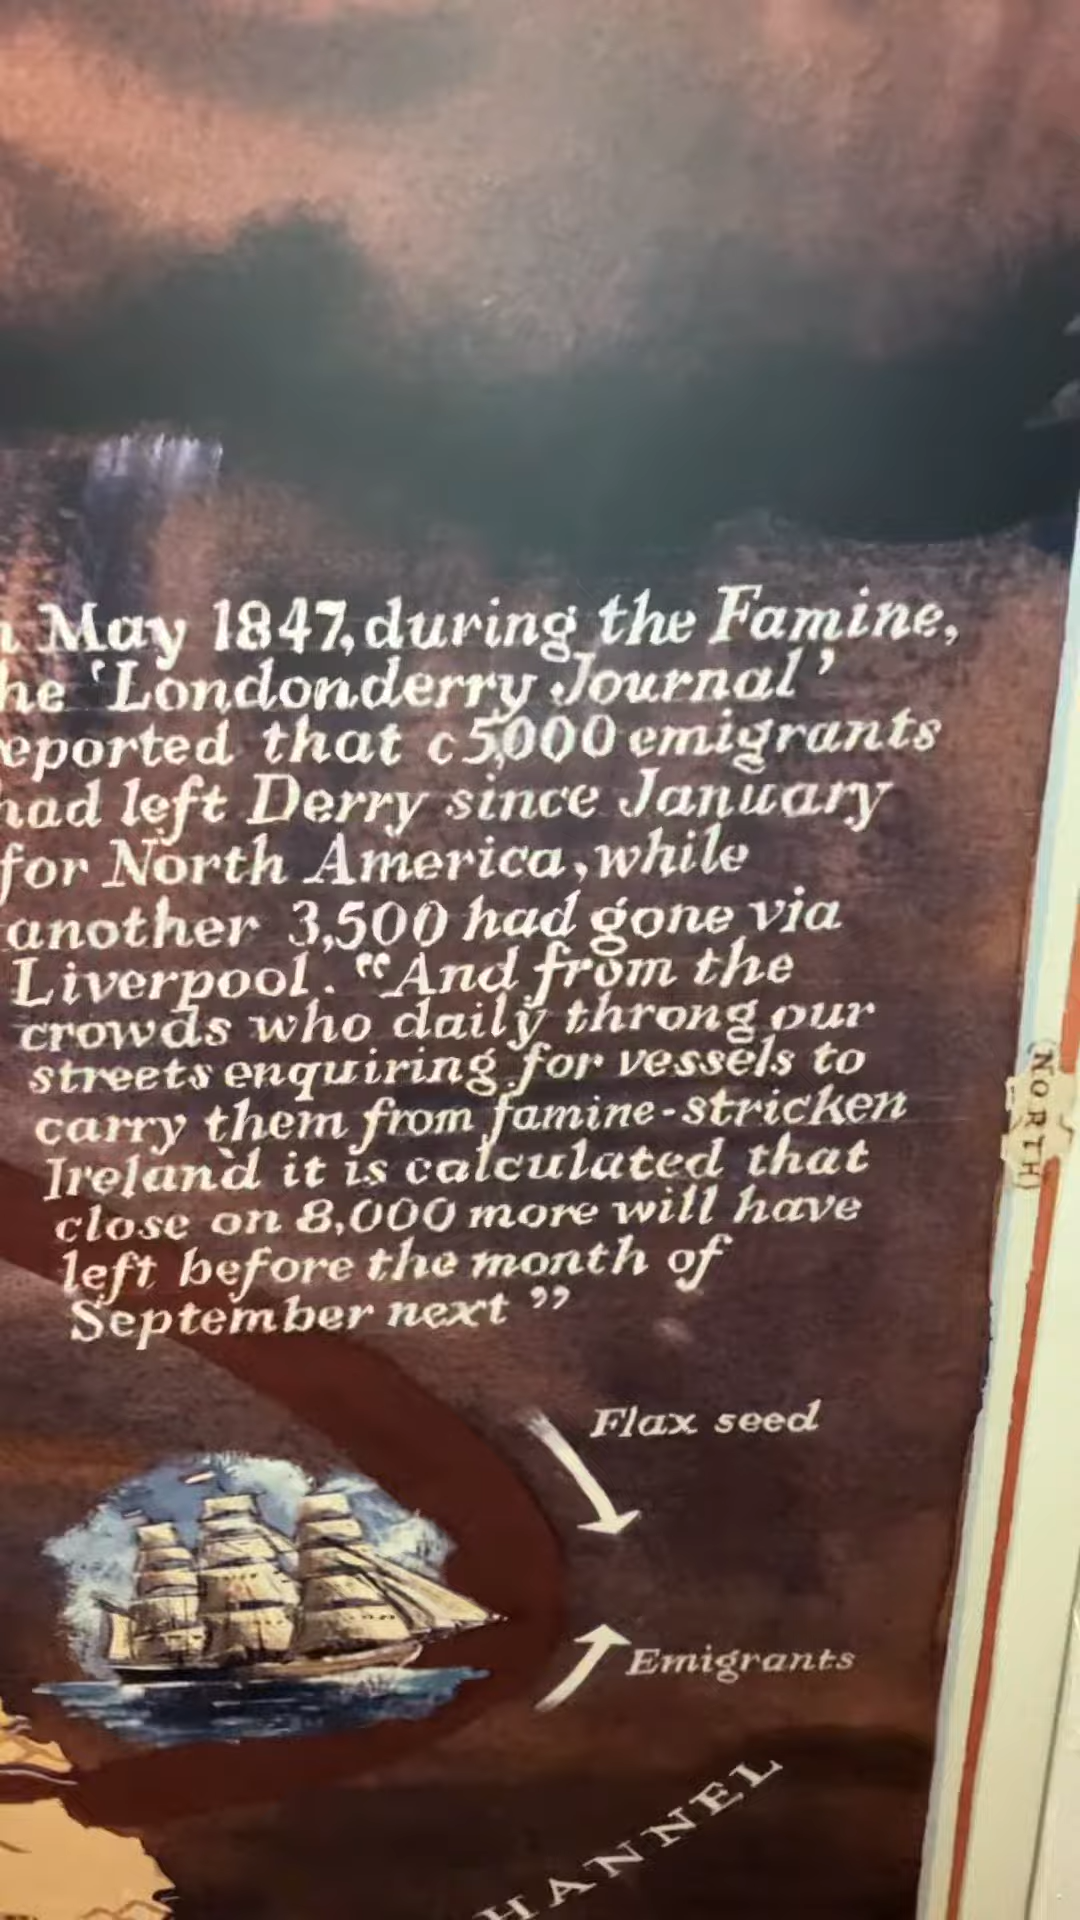 n May 1847, during the Famine,
he 'Londonderry Journal'
eported that c5,000 emigrants
had left Derry since January
for North America, while
another 3,500 had gone via
Liverpool. "And from the
crowds who daily throng our
streets enquiring for vessels to
carry them from famine-stricken
Ireland it is calculated that
close on 8,000 more will have
left before the month of
September next"
NORTH
Flax seed
Emigrants
HANNEL